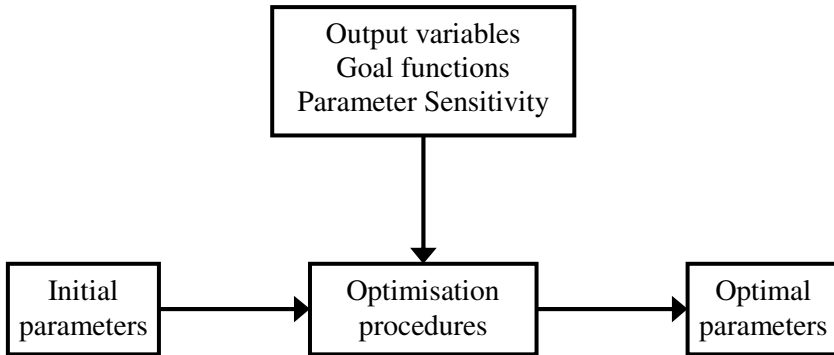 Output variables
Goal functions
Parameter Sensitivity
Initial
parameters
Optimisation
procedures
Optimal
parameters